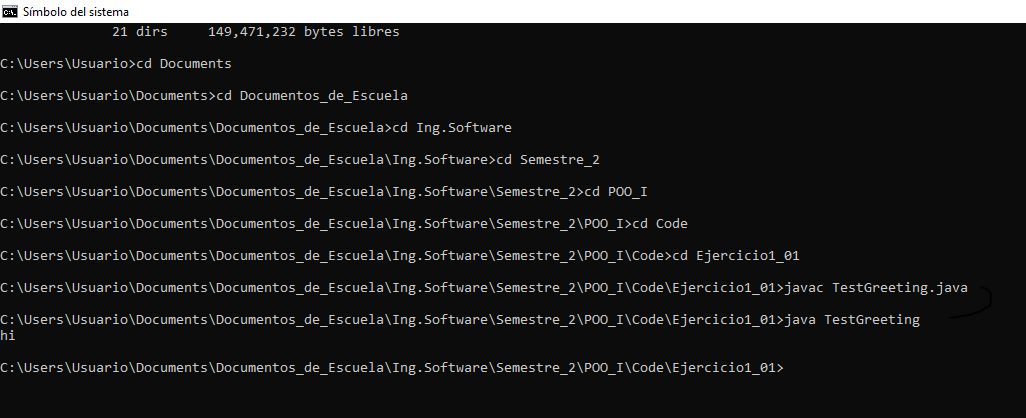 Símbolo del sistema
21 dirs 149,471,232 bytes libres
C:\Users\Usuario>cd Documents
C:\Users\Usuario\Documents>cd Documentos_de_Escuela
C:\Users\Usuario\Documents\Documentos_de_Escuela>cd Ing.Software
C:\Users\Usuario\Documents\Documentos_de_Escuela\Ing.Software>cd Semestre_2
C:\Users\Usuario\Documents\Documentos_de_Escuela\Ing.Software\Semestre_2>cd POO_I
C:\Users\Usuario\Documents\Documentos_de_Escuela\Ing.Software\Semestre_2\POO_I>cd Code
C:\Users\Usuario\Documents\Documentos_de_Escuela\Ing.Software\Semestre_2\POO_I\Code>cd Ejercicio1_01
C:\Users\Usuario\Documents\Documentos_de_Escuela\Ing.Software\Semestre_2\POO_I\Code\Ejercicio1_01>javac TestGreeting.java
C:\Users\Usuario\Documents\Documentos_de_Escuela\Ing.Software\Semestre_2\POO_I\Code\Ejercicio1_01>java TestGreeting
hi
C:\Users\Usuario\Documents\Documentos_de_Escuela\Ing.Software\Semestre_2\POO_I\Code\Ejercicio1_01>